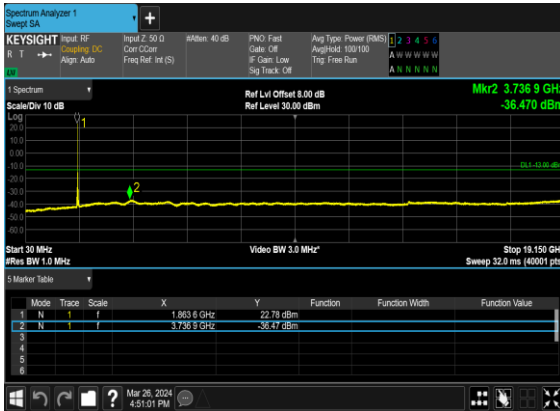 Spectrum Analyzer 1
Swept SA
+
KEYSIGHT Input: RF Input Z: 50 Ω #Atten: 40 dB PNO: Fast Avg Type: Power (RMS) 1 2 3 4 5 6
R T Coupling: DC Corr CCorr Gate: Off Avg|Hold: 100/100 A W W W W W
Align: Auto Freq Ref: Int (S) IF Gain: Low Trig: Free Run
Sig Track: Off A N N N N N
1 Spectrum
Scale/Div 10 dB
Ref Lvl Offset 8.00 dB
Ref Level 30.00 dBm
Mkr2 3.736 9 GHz
-36.470 dBm
Log
20.0
10.0
0.00
-10.0
-20.0
-30.0
-40.0
-50.0
-60.0
1
2
DL1 -13.00 dBm
Start 30 MHz Video BW 3.0 MHz* Stop 19.150 GH
#Res BW 1.0 MHz Sweep 32.0 ms (40001 pts
5 Marker Table
Mode Trace Scale X Y Function Function Width Function Value
1 N 1 f 1.863 6 GHz 22.78 dBm
2 N 1 f 3.736 9 GHz -36.47 dBm
3
4
5
6
? Mar 26, 2024
4:51:01 PM